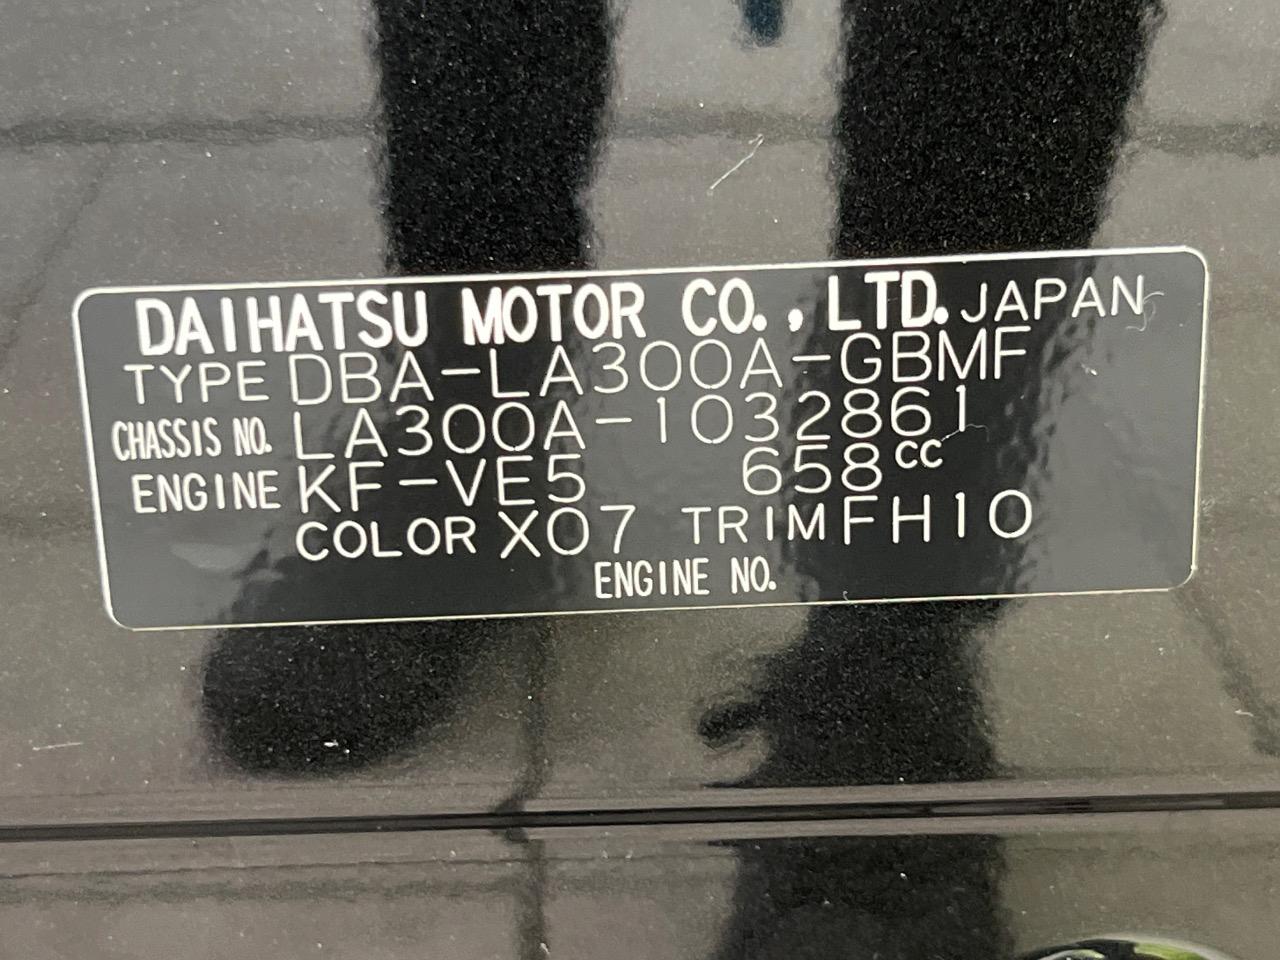 DAIHATSU MOTOR CO., LTD. JAPAN
TYPE DBA-LA300A-GBMF
CHASSIS NO. LA300A-1032861
ENGINE KF-VE5 658cc
COLOR X07 TRIM FH10
ENGINE NO.